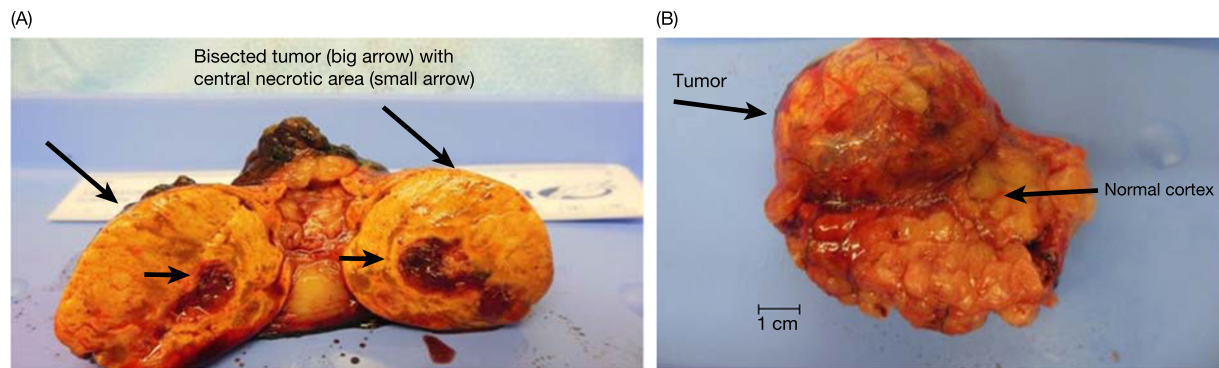 (A)
Bisected tumor (big arrow) with
central necrotic area (small arrow)
(B)
Tumor
Normal cortex
1 cm